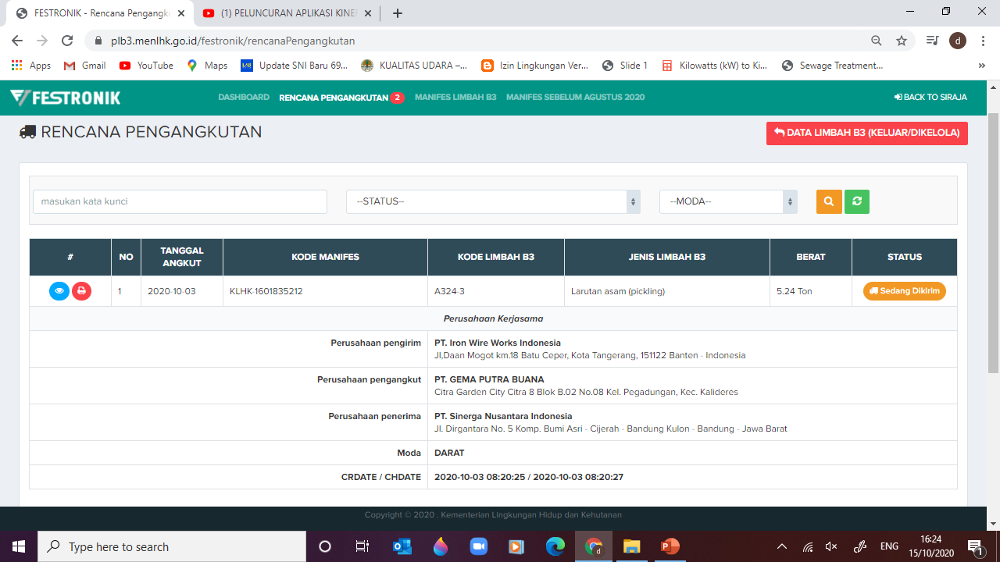 FESTRONIK - Rencana Pengangku
(1) PELUNCURAN APLIKASI KINER
plb3.menlhk.go.id/festronik/rencanaPengangkutan
d
Apps Gmail YouTube Maps Update SNI Baru 69... KUALITAS UDARA –... Izin Lingkungan Ver... Slide 1 Kilowatts (kW) to Ki... Sewage Treatment... »
FESTRONIK DASHBOARD RENCANA PENGANGKUTAN 2 MANIFES LIMBAH B3 MANIFES SEBELUM AGUSTUS 2020 BACK TO SIRAJA
RENCANA PENGANGKUTAN
DATA LIMBAH B3 (KELUAR/DIKELOLA)
masukan kata kunci --STATUS-- --MODA--
# NO TANGGAL ANGKUT KODE MANIFES KODE LIMBAH B3 JENIS LIMBAH B3 BERAT STATUS
1 2020-10-03 KLHK-1601835212 A324-3 Larutan asam (pickling) 5.24 Ton Sedang Dikirim
Perusahaan Kerjasama
Perusahaan pengirim PT. Iron Wire Works Indonesia
Jl,Daan Mogot km.18 Batu Ceper, Kota Tangerang, 151122 Banten - Indonesia
Perusahaan pengangkut PT. GEMA PUTRA BUANA
Citra Garden City Citra 8 Blok B.02 No.08 Kel. Pegadungan, Kec. Kalideres
Perusahaan penerima PT. Sinerga Nusantara Indonesia
Jl. Dirgantara No. 5 Komp. Bumi Asri - Cijerah - Bandung Kulon - Bandung - Jawa Barat
Moda DARAT
CRDATE / CHDATE 2020-10-03 08:20:25 / 2020-10-03 08:20:27
Copyright © 2020 . Kementerian Lingkungan Hidup dan Kehutanan
Type here to search
ENG
16:24
15/10/2020
1